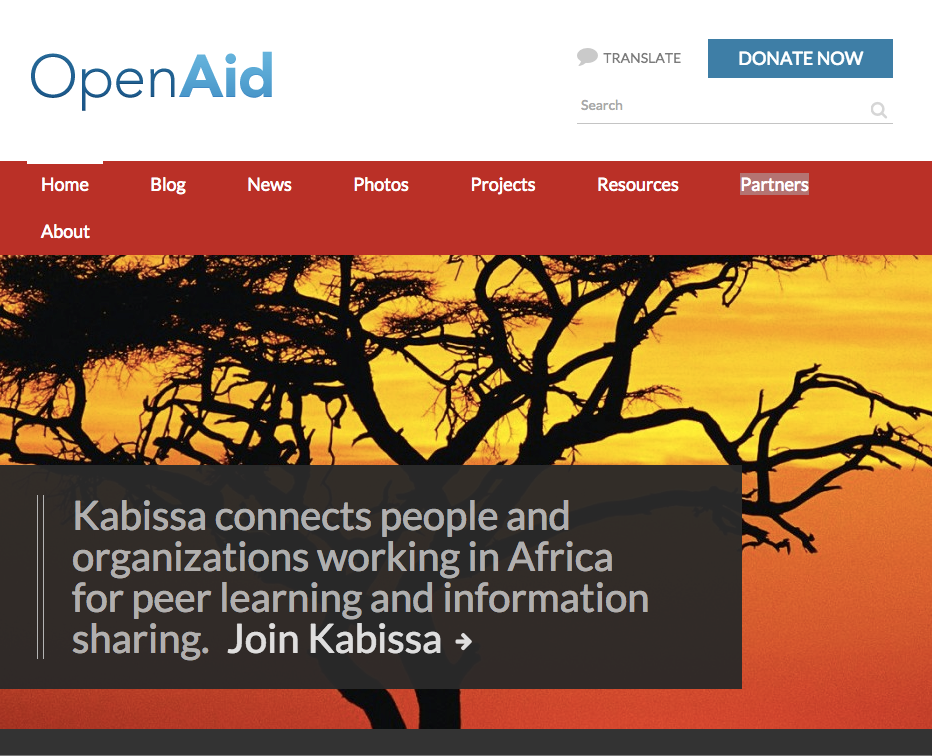 OpenAid
TRANSLATE
DONATE NOW
Search
Home Blog News Photos Projects Resources Partners
About
Kabissa connects people and
organizations working in Africa
for peer learning and information
sharing. Join Kabissa →